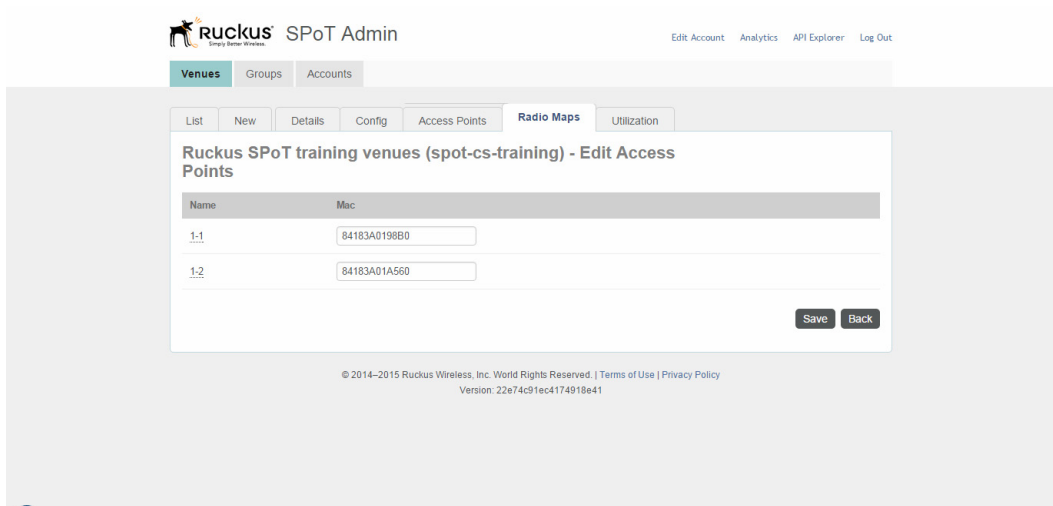 Ruckus SPoT Admin
Simply Better Wireless.
Edit Account Analytics API Explorer Log Out
Venues Groups Accounts
List New Details Config Access Points Radio Maps Utilization
Ruckus SPoT training venues (spot-cs-training) - Edit Access
Points
Name Mac
1-1 84183A0198B0
1-2 84183A01A560
Save Back
© 2014–2015 Ruckus Wireless, Inc. World Rights Reserved. | Terms of Use | Privacy Policy
Version: 22e74c91ec4174918e41